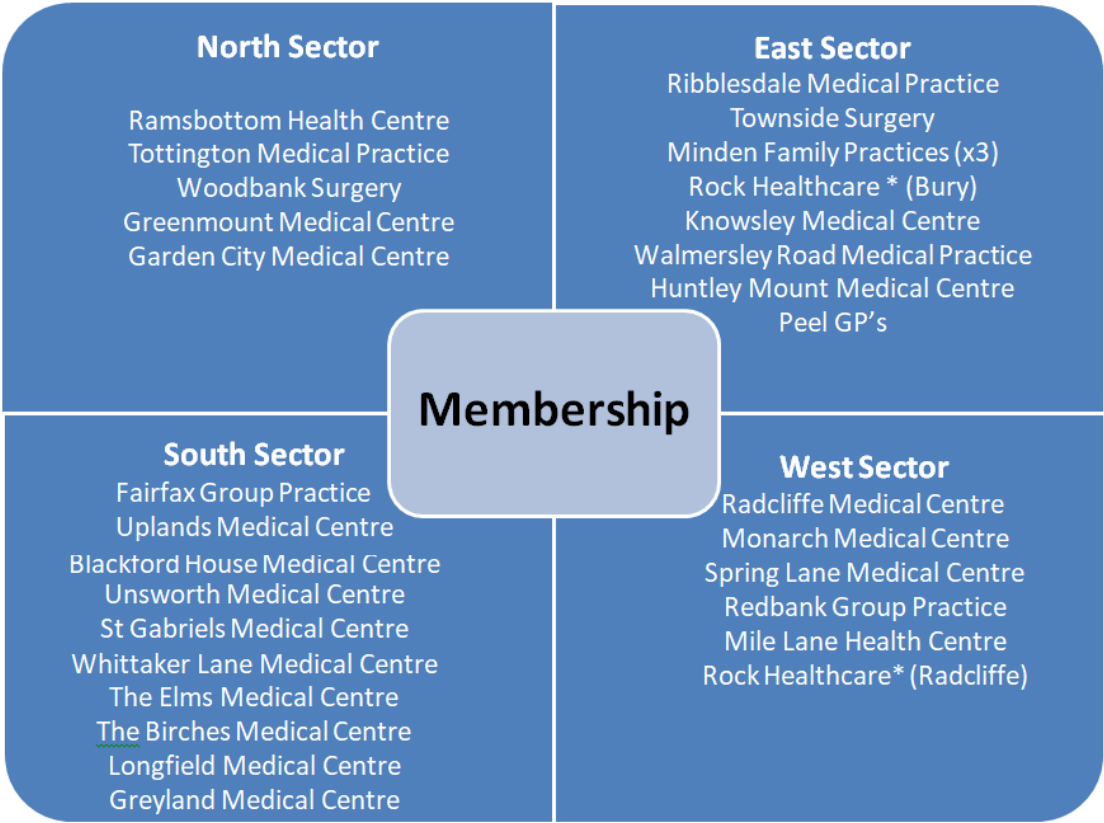 North Sector
Ramsbottom Health Centre
Tottington Medical Practice
Woodbank Surgery
Greenmount Medical Centre
Garden City Medical Centre
East Sector
Ribblesdale Medical Practice
Townside Surgery
Minden Family Practices (x3)
Rock Healthcare * (Bury)
Knowsley Medical Centre
Walmersley Road Medical Practice
Huntley Mount Medical Centre
Peel GP’s
Membership
South Sector
Fairfax Group Practice
Uplands Medical Centre
Blackford House Medical Centre
Unsworth Medical Centre
St Gabriels Medical Centre
Whittaker Lane Medical Centre
The Elms Medical Centre
The Birches Medical Centre
Longfield Medical Centre
Greyland Medical Centre
West Sector
Radcliffe Medical Centre
Monarch Medical Centre
Spring Lane Medical Centre
Redbank Group Practice
Mile Lane Health Centre
Rock Healthcare* (Radcliffe)